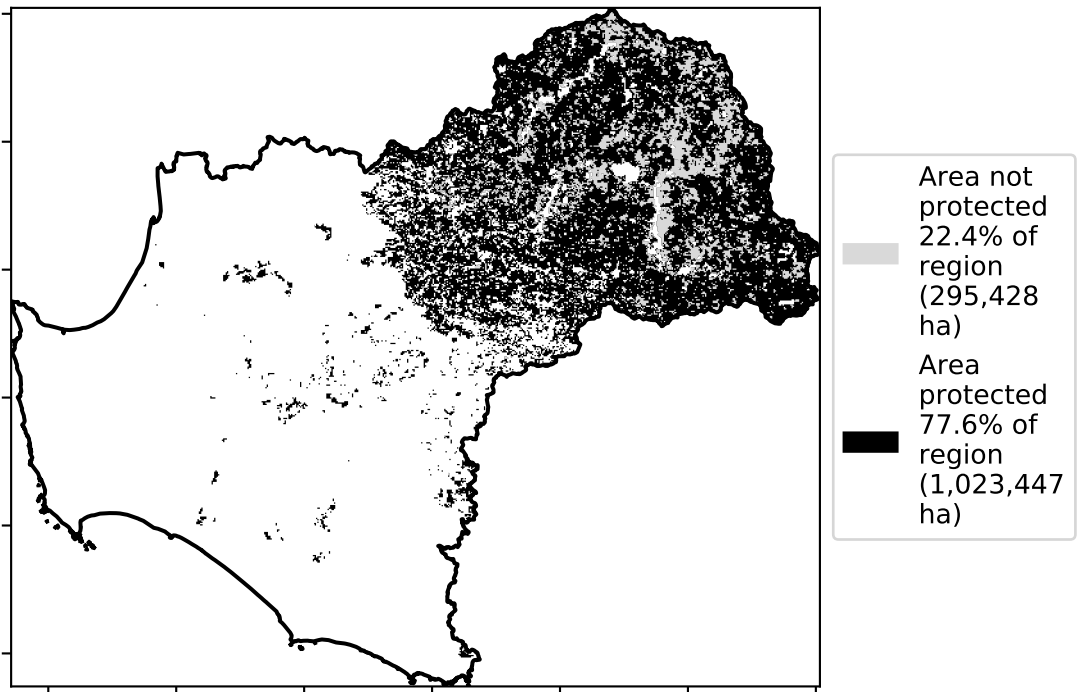 Area not
protected
22.4% of
region
(295,428
ha)
Area
protected
77.6% of
region
(1,023,447
ha)